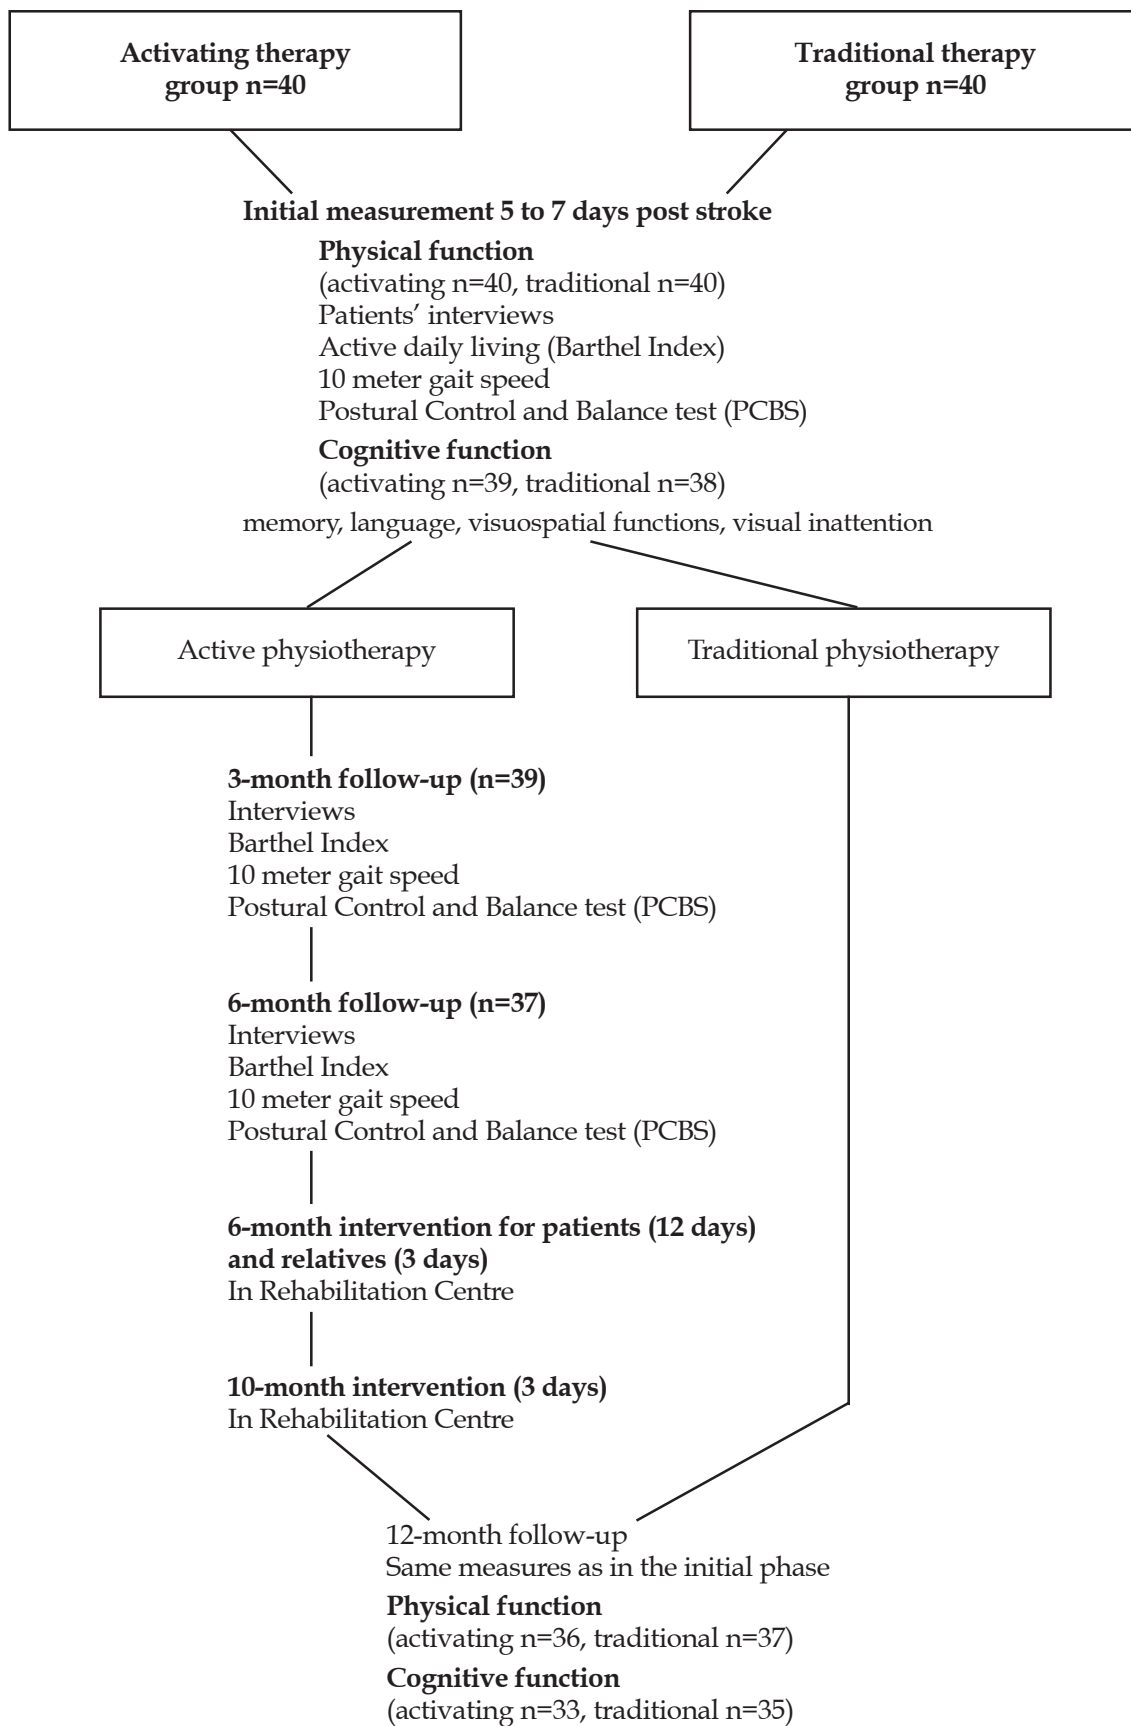 Activating therapy
group n=40
Traditional therapy
group n=40
Initial measurement 5 to 7 days post stroke
Physical function
(activating n=40, traditional n=40)
Patients’ interviews
Active daily living (Barthel Index)
10 meter gait speed
Postural Control and Balance test (PCBS)
Cognitive function
(activating n=39, traditional n=38)
memory, language, visuospatial functions, visual inattention
Active physiotherapy
Traditional physiotherapy
3-month follow-up (n=39)
Interviews
Barthel Index
10 meter gait speed
Postural Control and Balance test (PCBS)
6-month follow-up (n=37)
Interviews
Barthel Index
10 meter gait speed
Postural Control and Balance test (PCBS)
6-month intervention for patients (12 days)
and relatives (3 days)
In Rehabilitation Centre
10-month intervention (3 days)
In Rehabilitation Centre
12-month follow-up
Same measures as in the initial phase
Physical function
(activating n=36, traditional n=37)
Cognitive function
(activating n=33, traditional n=35)